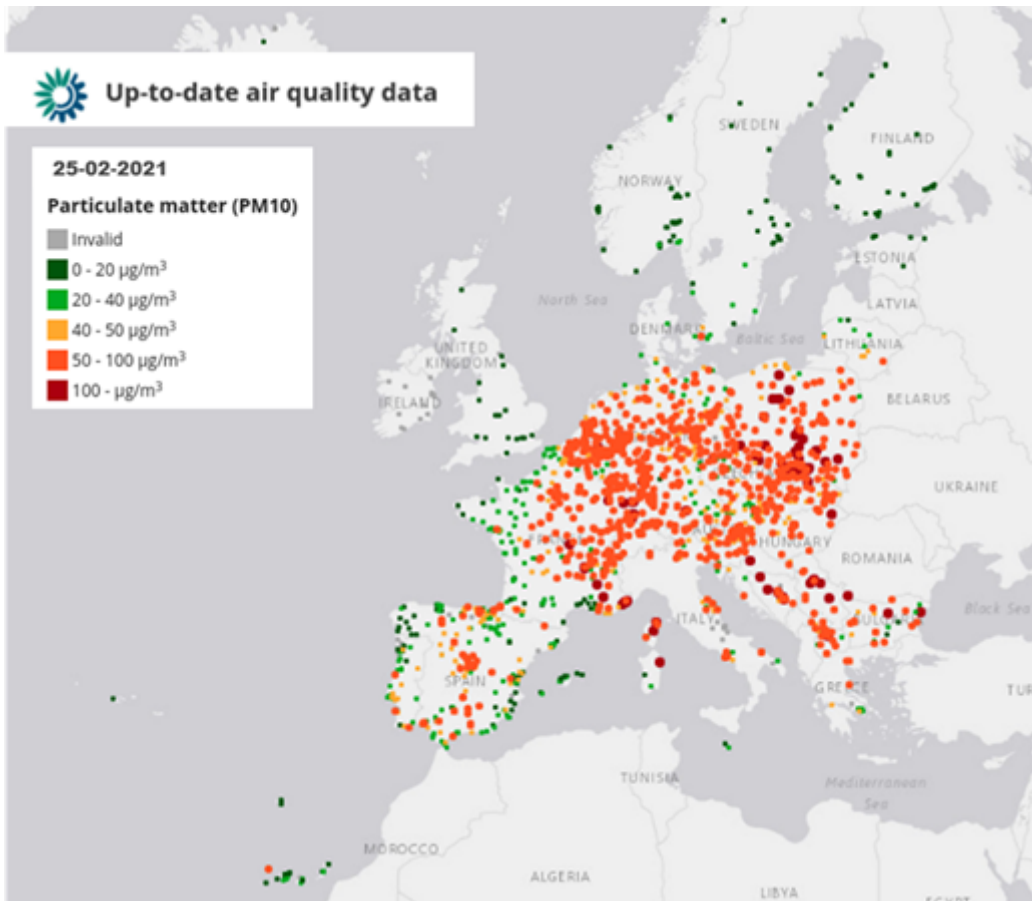 Up-to-date air quality data
25-02-2021
Particulate matter (PM10)
Invalid
0 - 20 µg/m³
20 - 40 µg/m³
40 - 50 µg/m³
50 - 100 µg/m³
100 - µg/m³
SWEDEN
FINLAND
NORWAY
ESTONIA
North Sea
LATVIA
DENMARK
Baltic Sea
LITHUANIA
UNITED
KINGDOM
IRELAND
BELARUS
UKRAINE
HUNGARY
ROMANIA
Black Sea
ITALY
SPAIN
GREECE
TUR
TUNISIA
Mediterranean
Sea
MOROCCO
ALGERIA
LIBYA